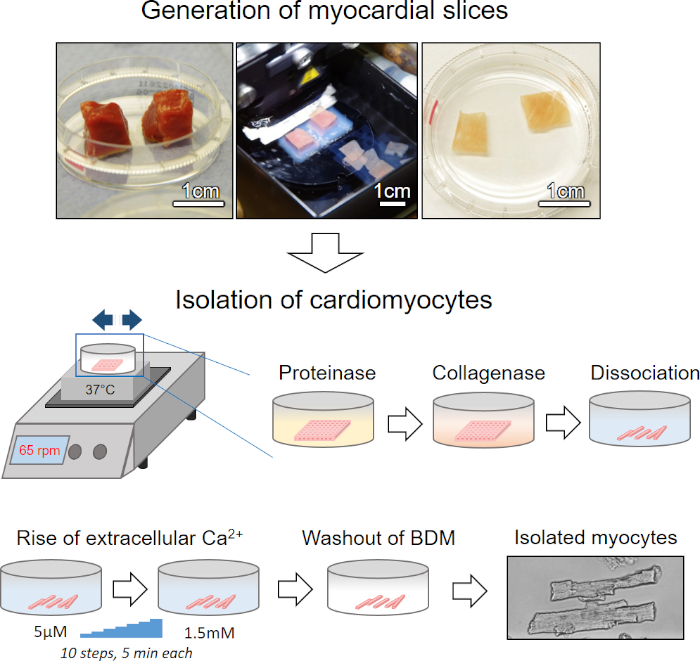 Generation of myocardial slices
1cm
1cm
1cm
Isolation of cardiomyocytes
37°C
65 rpm
Proteinase
Collagenase
Dissociation
Rise of extracellular Ca²⁺
Washout of BDM
Isolated myocytes
5µM
1.5mM
10 steps, 5 min each